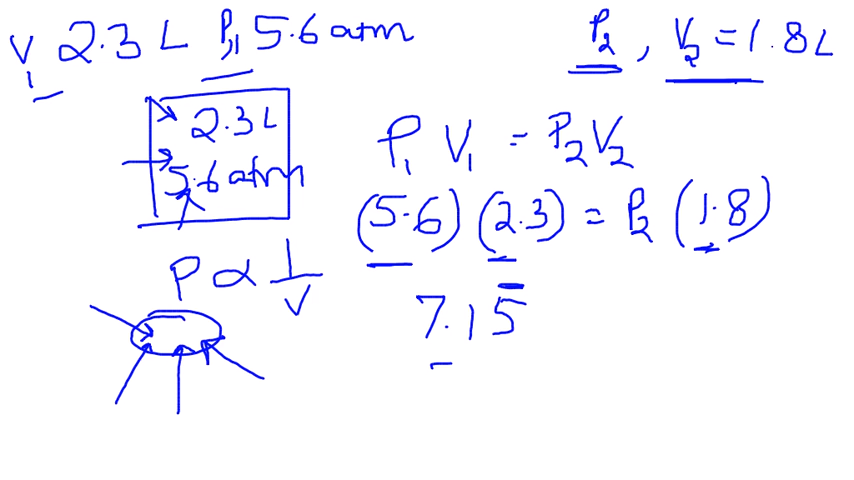 V₁ 2.3 L P₁, 5.6 atm
P₂, V₂ = 1.8 L
2.3 L
5.6 atm
P₁ V₁ = P₂ V₂
(5.6) (2.3) = P₂ (1.8)
P ∝ 1/V
7.15